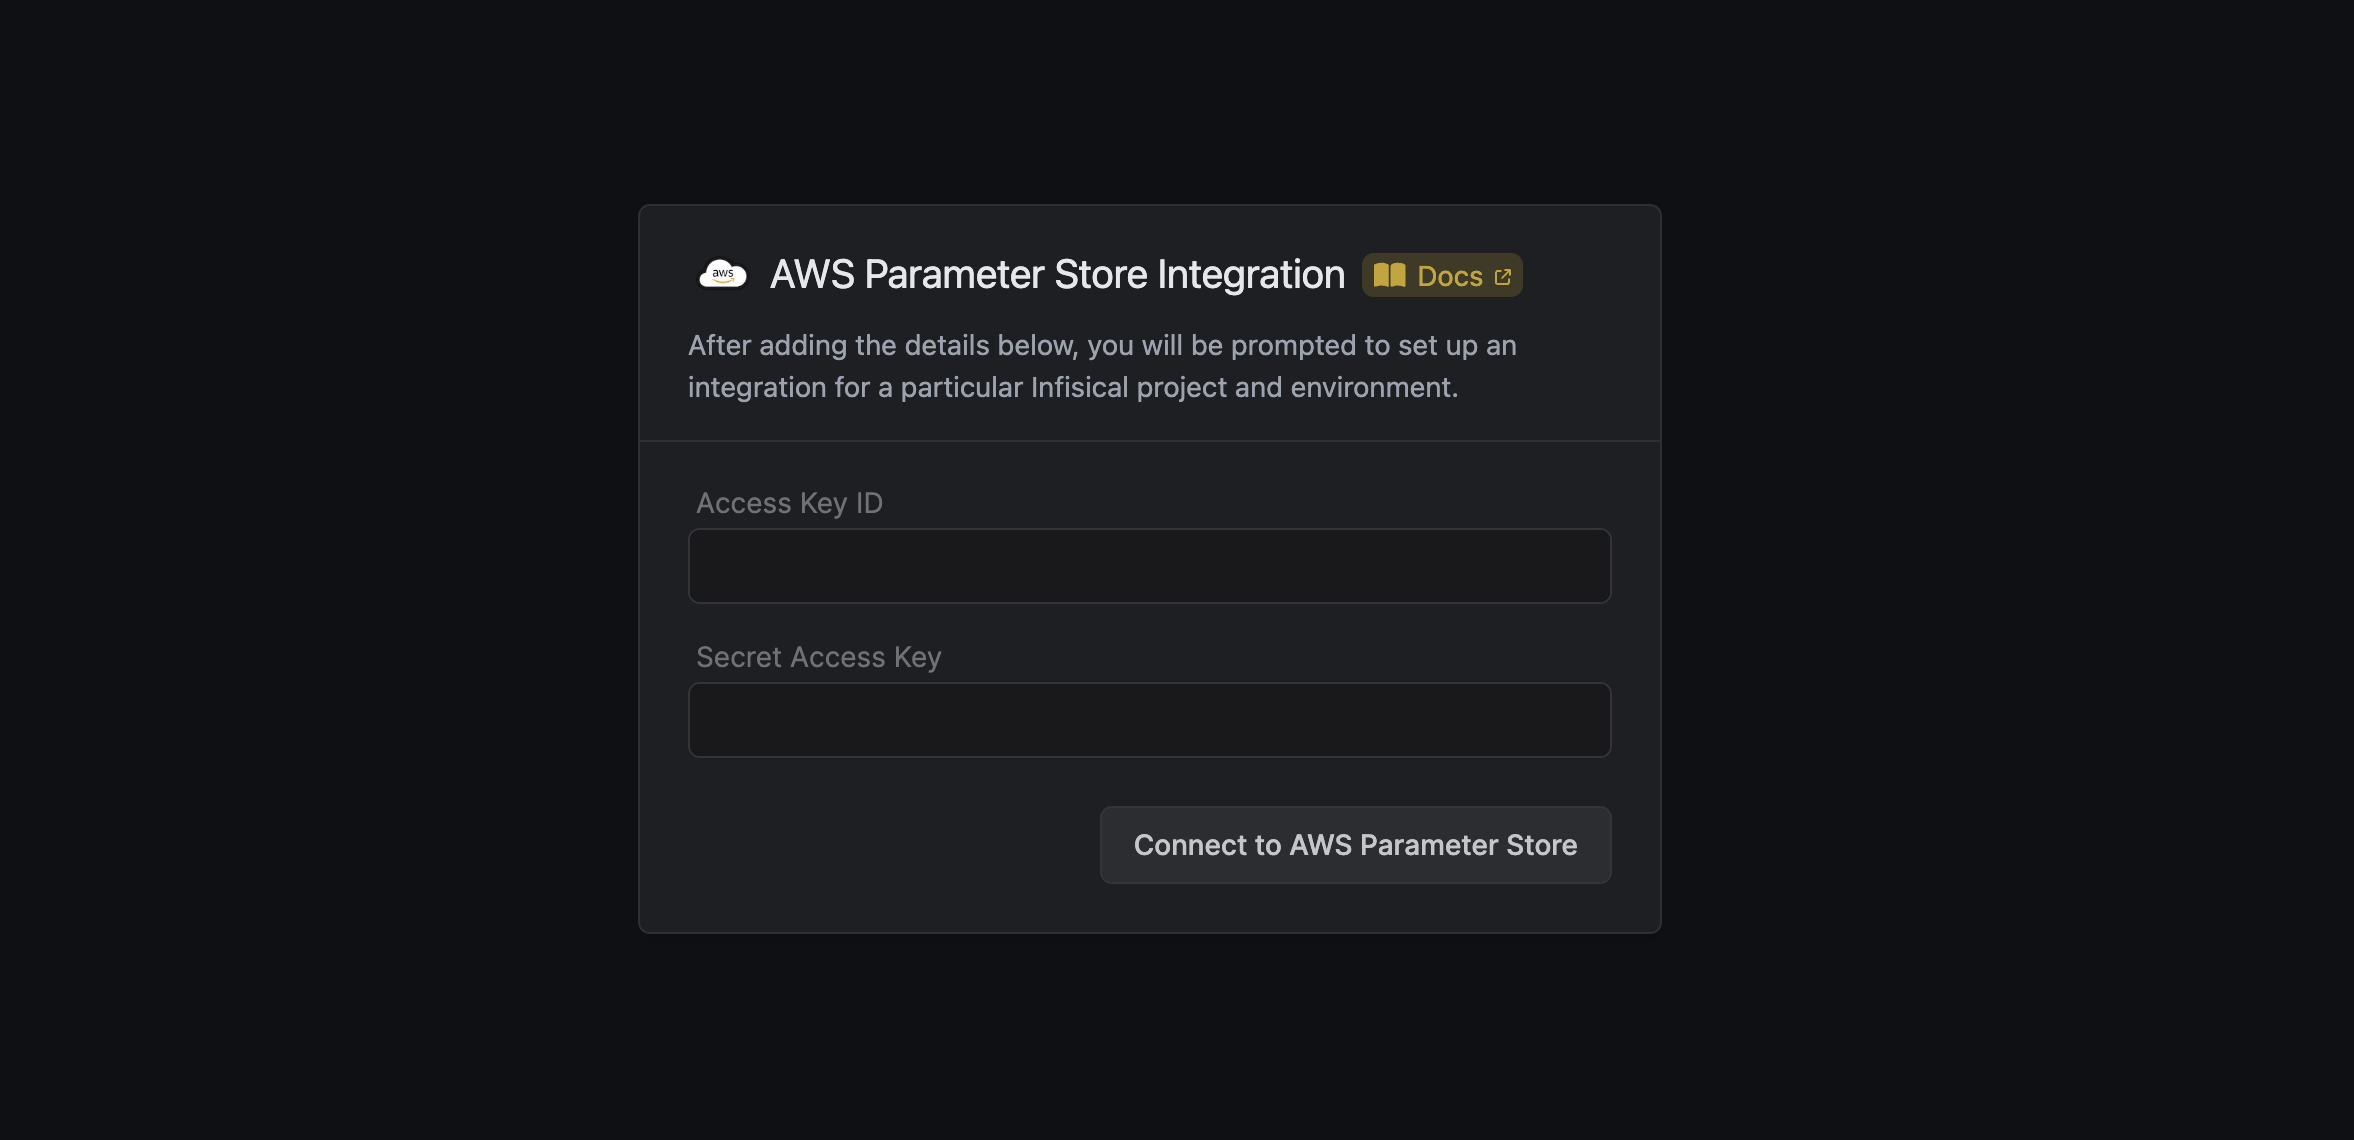 aws
AWS Parameter Store Integration
Docs
After adding the details below, you will be prompted to set up an
integration for a particular Infisical project and environment.
Access Key ID
Secret Access Key
Connect to AWS Parameter Store